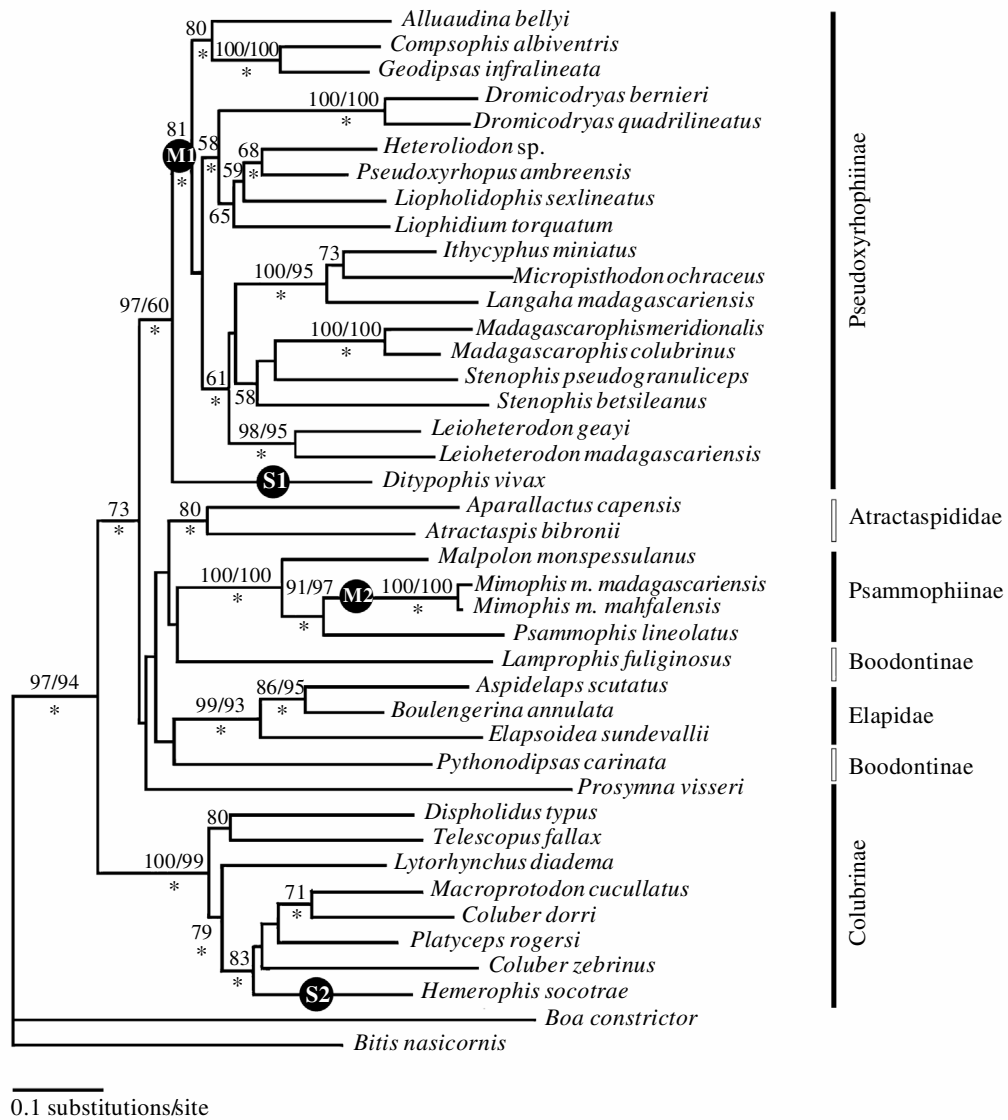 Alluaudina bellyi
80
*
100/100
*
Compsophis albiventris
Geodipsas infralineata
Dromicodryas bernieri
100/100
*
Dromicodryas quadrilineatus
81
M1
*
58
*
68
*
Heteroliodon sp.
59
Pseudoxyrhopus ambreensis
Liopholidophis sexlineatus
65
Liophidium torquatum
Pseudoxyrhophiinae
Ithycyphus miniatus
73
100/95
*
Micropisthodon ochraceus
Langaha madagascariensis
97/60
*
100/100
*
Madagascarophis meridionalis
Madagascarophis colubrinus
61
*
Stenophis pseudogranuliceps
58
Stenophis betsileanus
98/95
*
Leioheterodon geayi
Leioheterodon madagascariensis
S1
Ditypophis vivax
73
*
80
*
Aparallactus capensis
Atractaspis bibronii
Atractaspididae
Malpolon monspessulanus
100/100
*
91/97
*
M2
100/100
*
Mimophis m. madagascariensis
Mimophis m. mahfalensis
Psammophiinae
Psammophis lineolatus
Lamprophis fuliginosus
Boodontinae
97/94
*
86/95
*
Aspidelaps scutatus
99/93
*
Boulengerina annulata
Elapidae
Elapsoidea sundevallii
Pythonodipsas carinata
Boodontinae
Prosymna visseri
80
Dispholidus typus
Telescopus fallax
100/99
*
Lytorhynchus diadema
71
*
Macroprotodon cucullatus
Coluber dorri
Colubrinae
79
*
Platyceps rogersi
83
*
Coluber zebrinus
S2
Hemerophis socotrae
Boa constrictor
Bitis nasicornis
0.1 substitutions/site